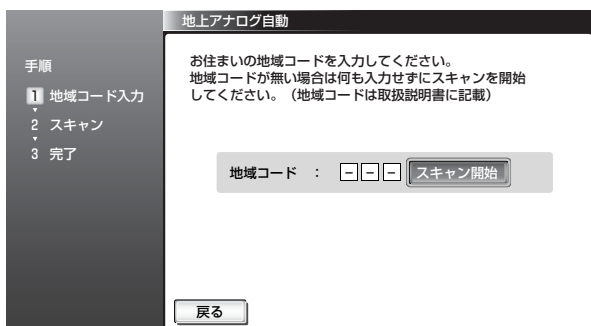 地上アナログ自動
手順
1 地域コード入力
2 スキャン
3 完了
お住まいの地域コードを入力してください。
地域コードが無い場合は何も入力せずにスキャンを開始
してください。（地域コードは取扱説明書に記載）
地域コード ： － － － スキャン開始
戻る